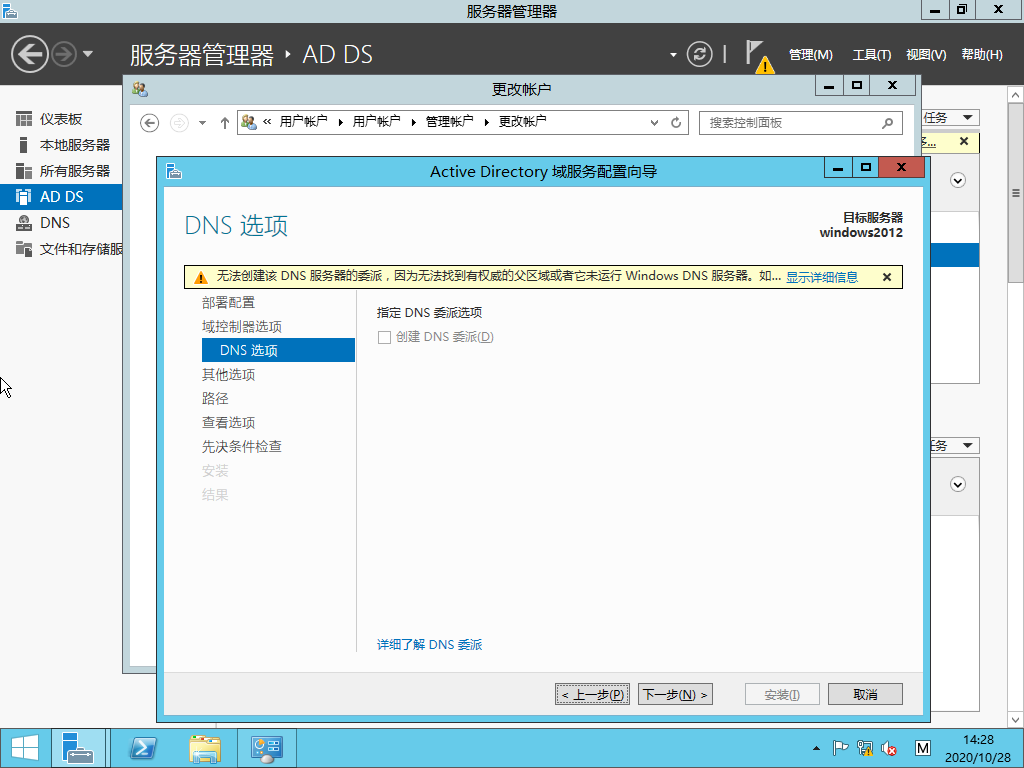 服务器管理器
服务器管理器 ‣ AD DS
管理(M) 工具(T) 视图(V) 帮助(H)
仪表板
本地服务器
所有服务器
AD DS
DNS
文件和存储服
更改帐户
« 用户帐户 ▸ 用户帐户 ▸ 管理帐户 ▸ 更改帐户
搜索控制面板
任务
Active Directory 域服务配置向导
DNS 选项
目标服务器
windows2012
无法创建该 DNS 服务器的委派，因为无法找到有权威的父区域或者它未运行 Windows DNS 服务器。如... 显示详细信息
部署配置
域控制器选项
DNS 选项
其他选项
路径
查看选项
先决条件检查
安装
结果
指定 DNS 委派选项
创建 DNS 委派(D)
详细了解 DNS 委派
任务
< 上一步(P) 下一步(N) > 安装(I) 取消
M
14:28
2020/10/28